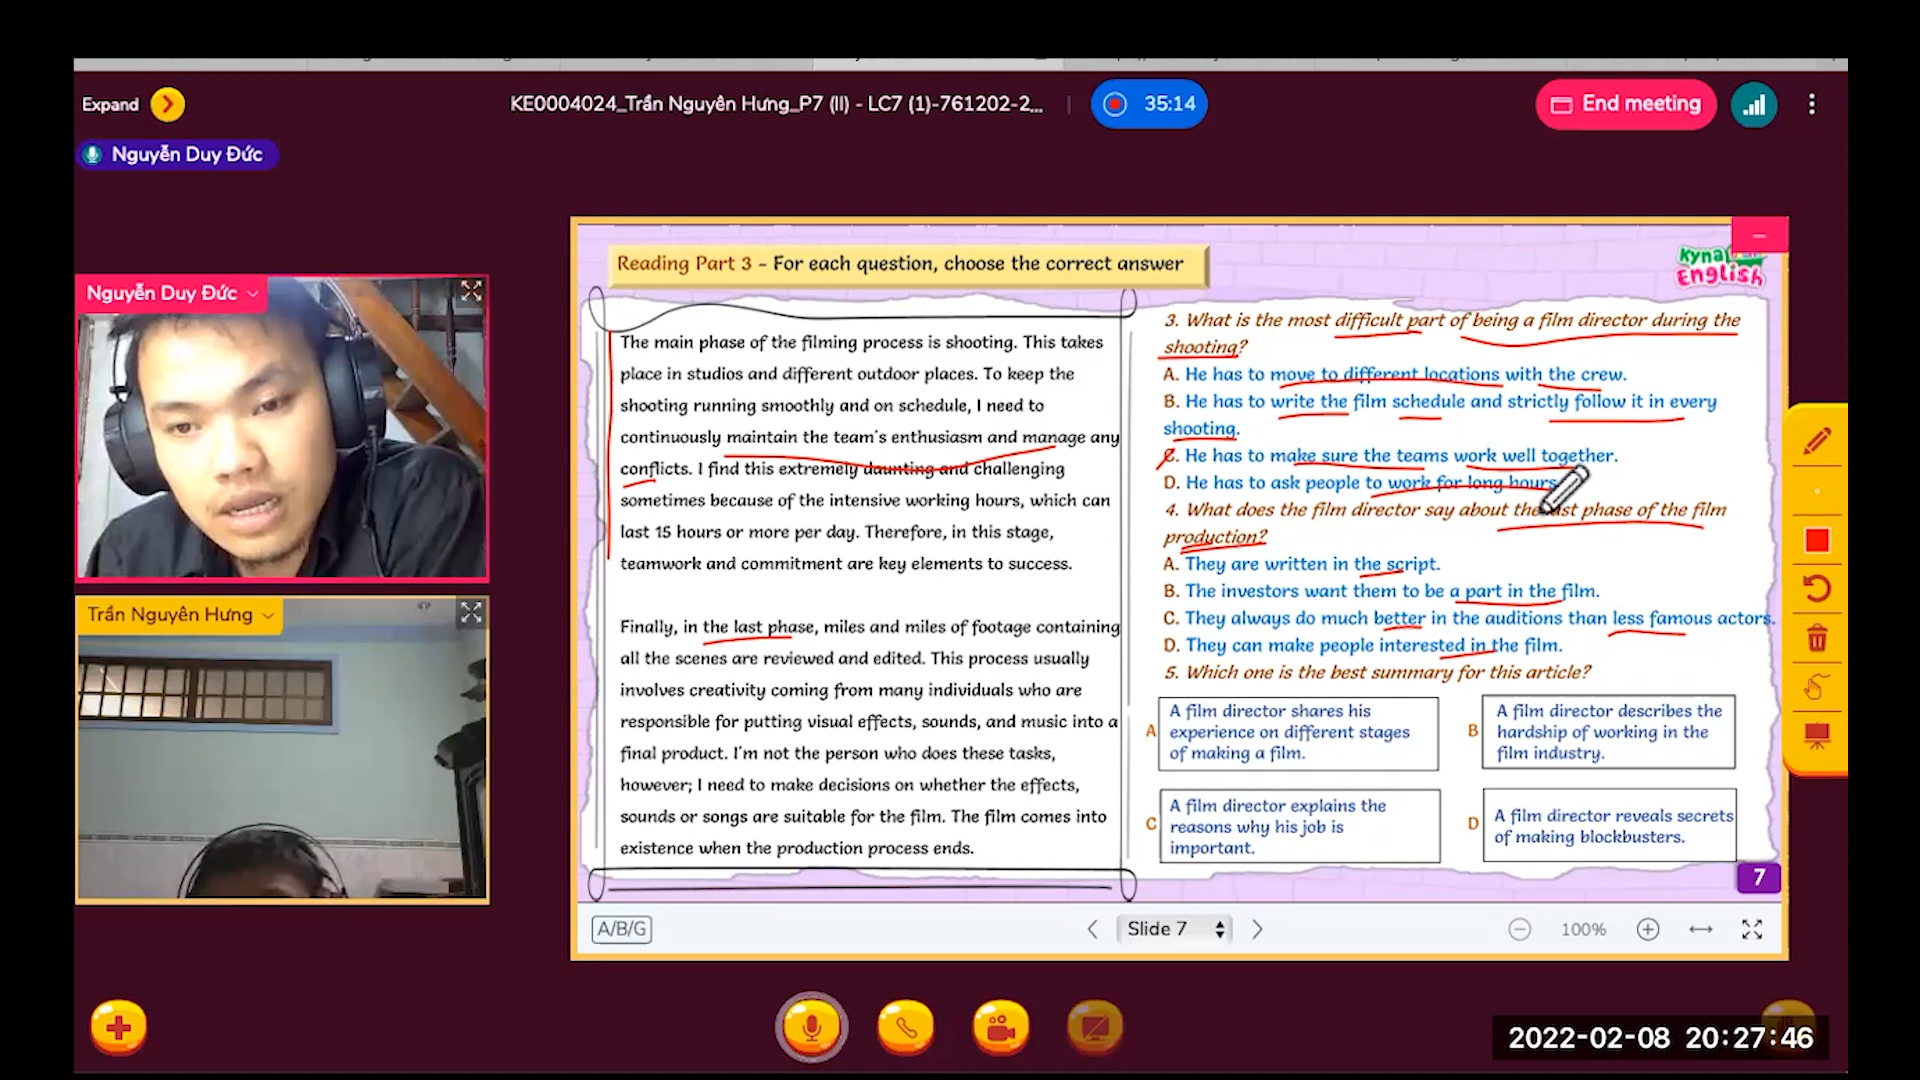 Expand
KE0004024_Trần Nguyên Hưng_P7 (II) - LC7 (1)-761202-2...
35:14
End meeting
Nguyễn Duy Đức
Nguyễn Duy Đức
Trần Nguyên Hưng
Reading Part 3 - For each question, choose the correct answer
Kyna
English
The main phase of the filming process is shooting. This takes
place in studios and different outdoor places. To keep the
shooting running smoothly and on schedule, I need to
continuously maintain the team's enthusiasm and manage any
conflicts. I find this extremely daunting and challenging
sometimes because of the intensive working hours, which can
last 15 hours or more per day. Therefore, in this stage,
teamwork and commitment are key elements to success.
Finally, in the last phase, miles and miles of footage containing
all the scenes are reviewed and edited. This process usually
involves creativity coming from many individuals who are
responsible for putting visual effects, sounds, and music into a
final product. I'm not the person who does these tasks,
however; I need to make decisions on whether the effects,
sounds or songs are suitable for the film. The film comes into
existence when the production process ends.
3. What is the most difficult part of being a film director during the
shooting?
A. He has to move to different locations with the crew.
B. He has to write the film schedule and strictly follow it in every
shooting.
C. He has to make sure the teams work well together.
D. He has to ask people to work for long hours
4. What does the film director say about the last phase of the film
production?
A. They are written in the script.
B. The investors want them to be a part in the film.
C. They always do much better in the auditions than less famous actors.
D. They can make people interested in the film.
5. Which one is the best summary for this article?
A
A film director shares his
experience on different stages
of making a film.
B
A film director describes the
hardship of working in the
film industry.
C
A film director explains the
reasons why his job is
important.
D
A film director reveals secrets
of making blockbusters.
7
A/B/G
Slide 7
100%
2022-02-08 20:27:46